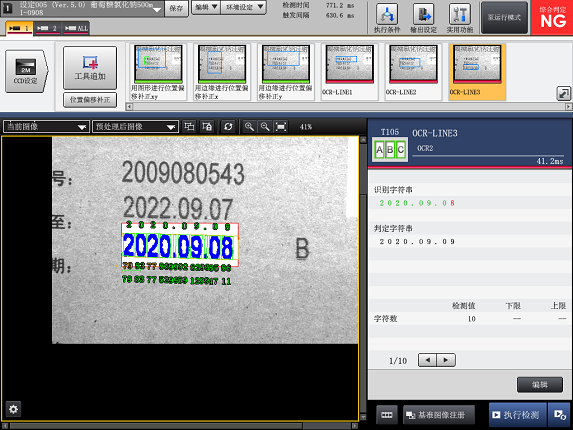 1 设定005 (Ver.5.0) 葡萄糖氯化钠500m
1-0908
保存
编辑
环境设定
检测时间 771.2 ms
触发间隔 630.6 ms
执行条件
输出设定
实用功能
至运行模式
综合判定
NG
1 2 ALL
2M
CCD设定
工具追加
位置偏移补正
用图形进行位置偏移补正xy
用边缘进行位置偏移补正x
用边缘进行位置偏移补正y
OCR-LINE1
OCR-LINE2
OCR-LINE3
当前图像
预处理后图像
41%
号:
2009080543
至:
2022.09.07
2020.09.08
2020.09.08
期:
B
T105
OCR-LINE3
ABC
OCR2
41.2ms
识别字符串
2020.09.08
判定字符串
2020.09.09
检测值 下限 上限
字符数 10 -- --
1/10
编辑
基准图像注册
执行检测